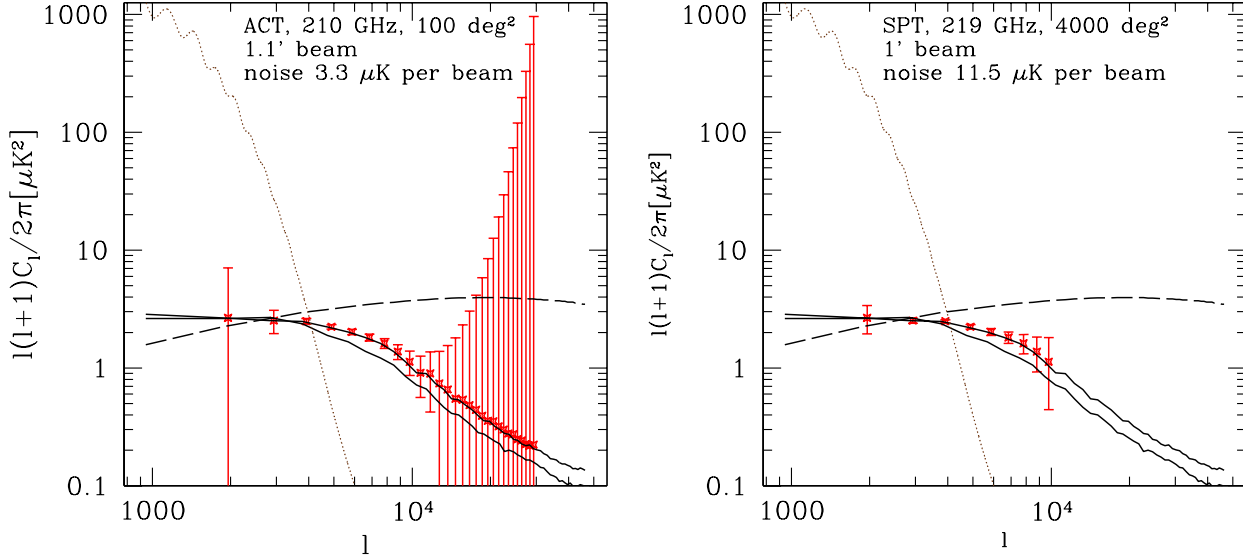 ACT, 210 GHz, 100 deg²
1.1' beam
noise 3.3 μK per beam
1000
100
10
1
0.1
l(l+1)Cₗ/2π[μK²]
1000
10⁴
l
SPT, 219 GHz, 4000 deg²
1' beam
noise 11.5 μK per beam
1000
100
10
1
0.1
l(l+1)Cₗ/2π[μK²]
1000
10⁴
l